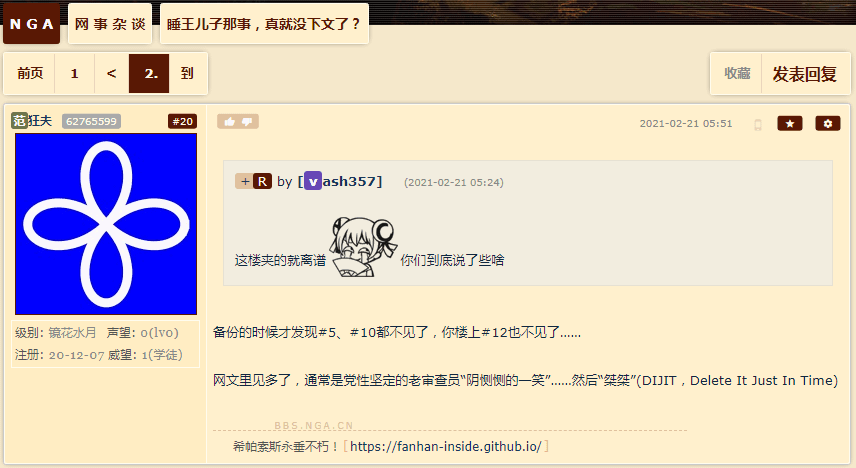 NGA 网事杂谈 睡王儿子那事，真就没下文了？
前页 1 < 2. 到 收藏 发表回复
范狂夫 62765599 #20 2021-02-21 05:51
+ R by [vash357] (2021-02-21 05:24)
这楼夹的就离谱 你们到底说了些啥
级别: 镜花水月 声望: 0(lv0)
注册: 20-12-07 威望: 1(学徒)
备份的时候才发现#5、#10都不见了，你楼上#12也不见了……
网文里见多了，通常是党性坚定的老审查员“阴恻恻的一笑”……然后“桀桀”(DIJIT，Delete It Just In Time)
BBS.NGA.CN
希帕索斯永垂不朽！[ https://fanhan-inside.github.io/ ]